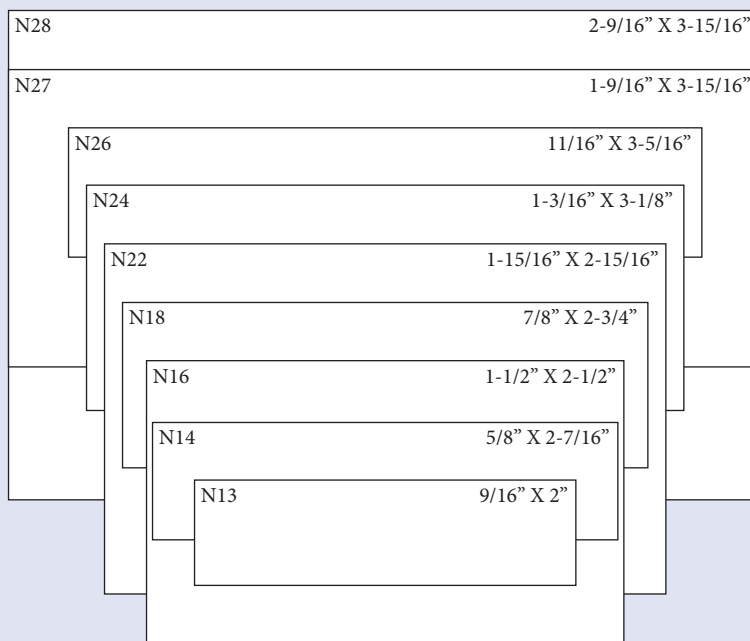 N28 2-9/16” X 3-15/16”
N27 1-9/16” X 3-15/16”
N26 11/16” X 3-5/16”
N24 1-3/16” X 3-1/8”
N22 1-15/16” X 2-15/16”
N18 7/8” X 2-3/4”
N16 1-1/2” X 2-1/2”
N14 5/8” X 2-7/16”
N13 9/16” X 2”